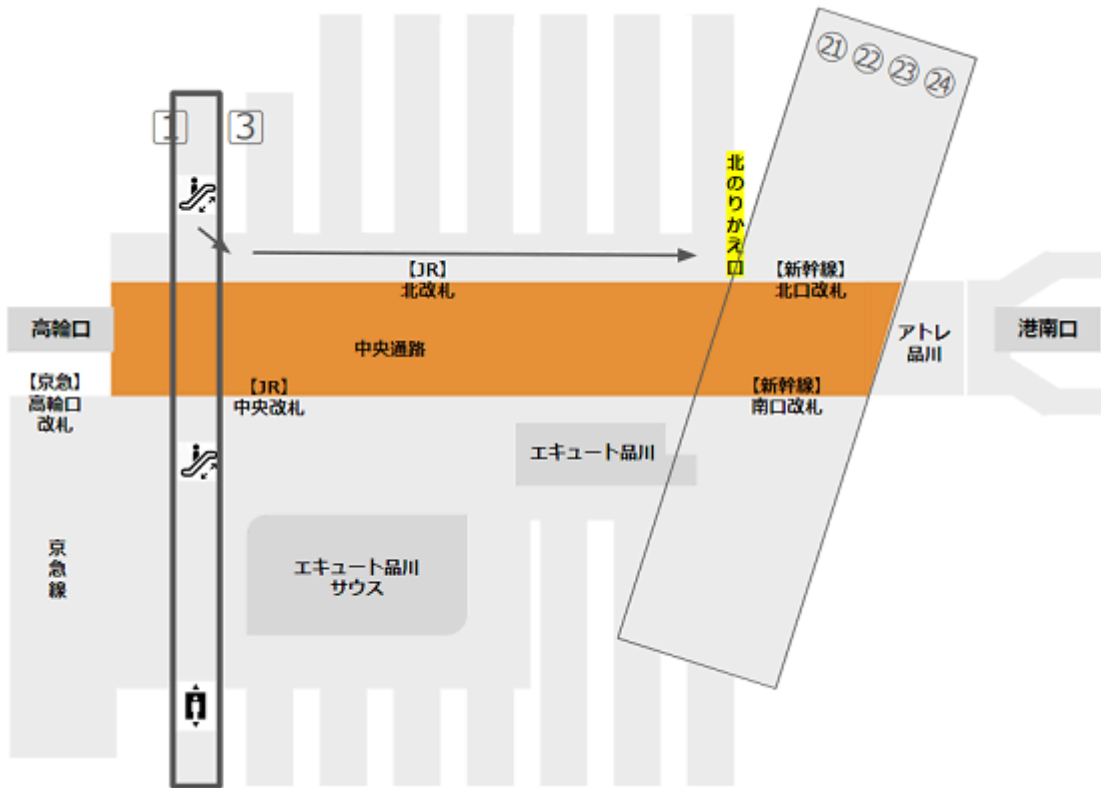 ㉑ ㉒ ㉓ ㉔
1 3
北のりかえ口
【JR】
北改札
【新幹線】
北口改札
高輪口
中央通路
アトレ
品川
港南口
【京急】
高輪口
改札
【JR】
中央改札
【新幹線】
南口改札
エキュート品川
京急線
エキュート品川
サウス